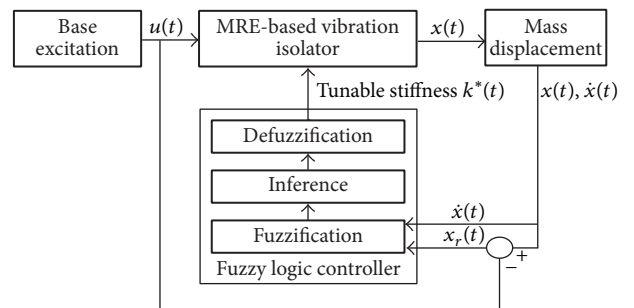 Base
excitation
u(t)
MRE-based vibration
isolator
x(t)
Mass
displacement
Tunable stiffness k*(t)
x(t), ẋ(t)
Defuzzification
Inference
Fuzzification
ẋ(t)
x_r(t)
+
−
Fuzzy logic controller